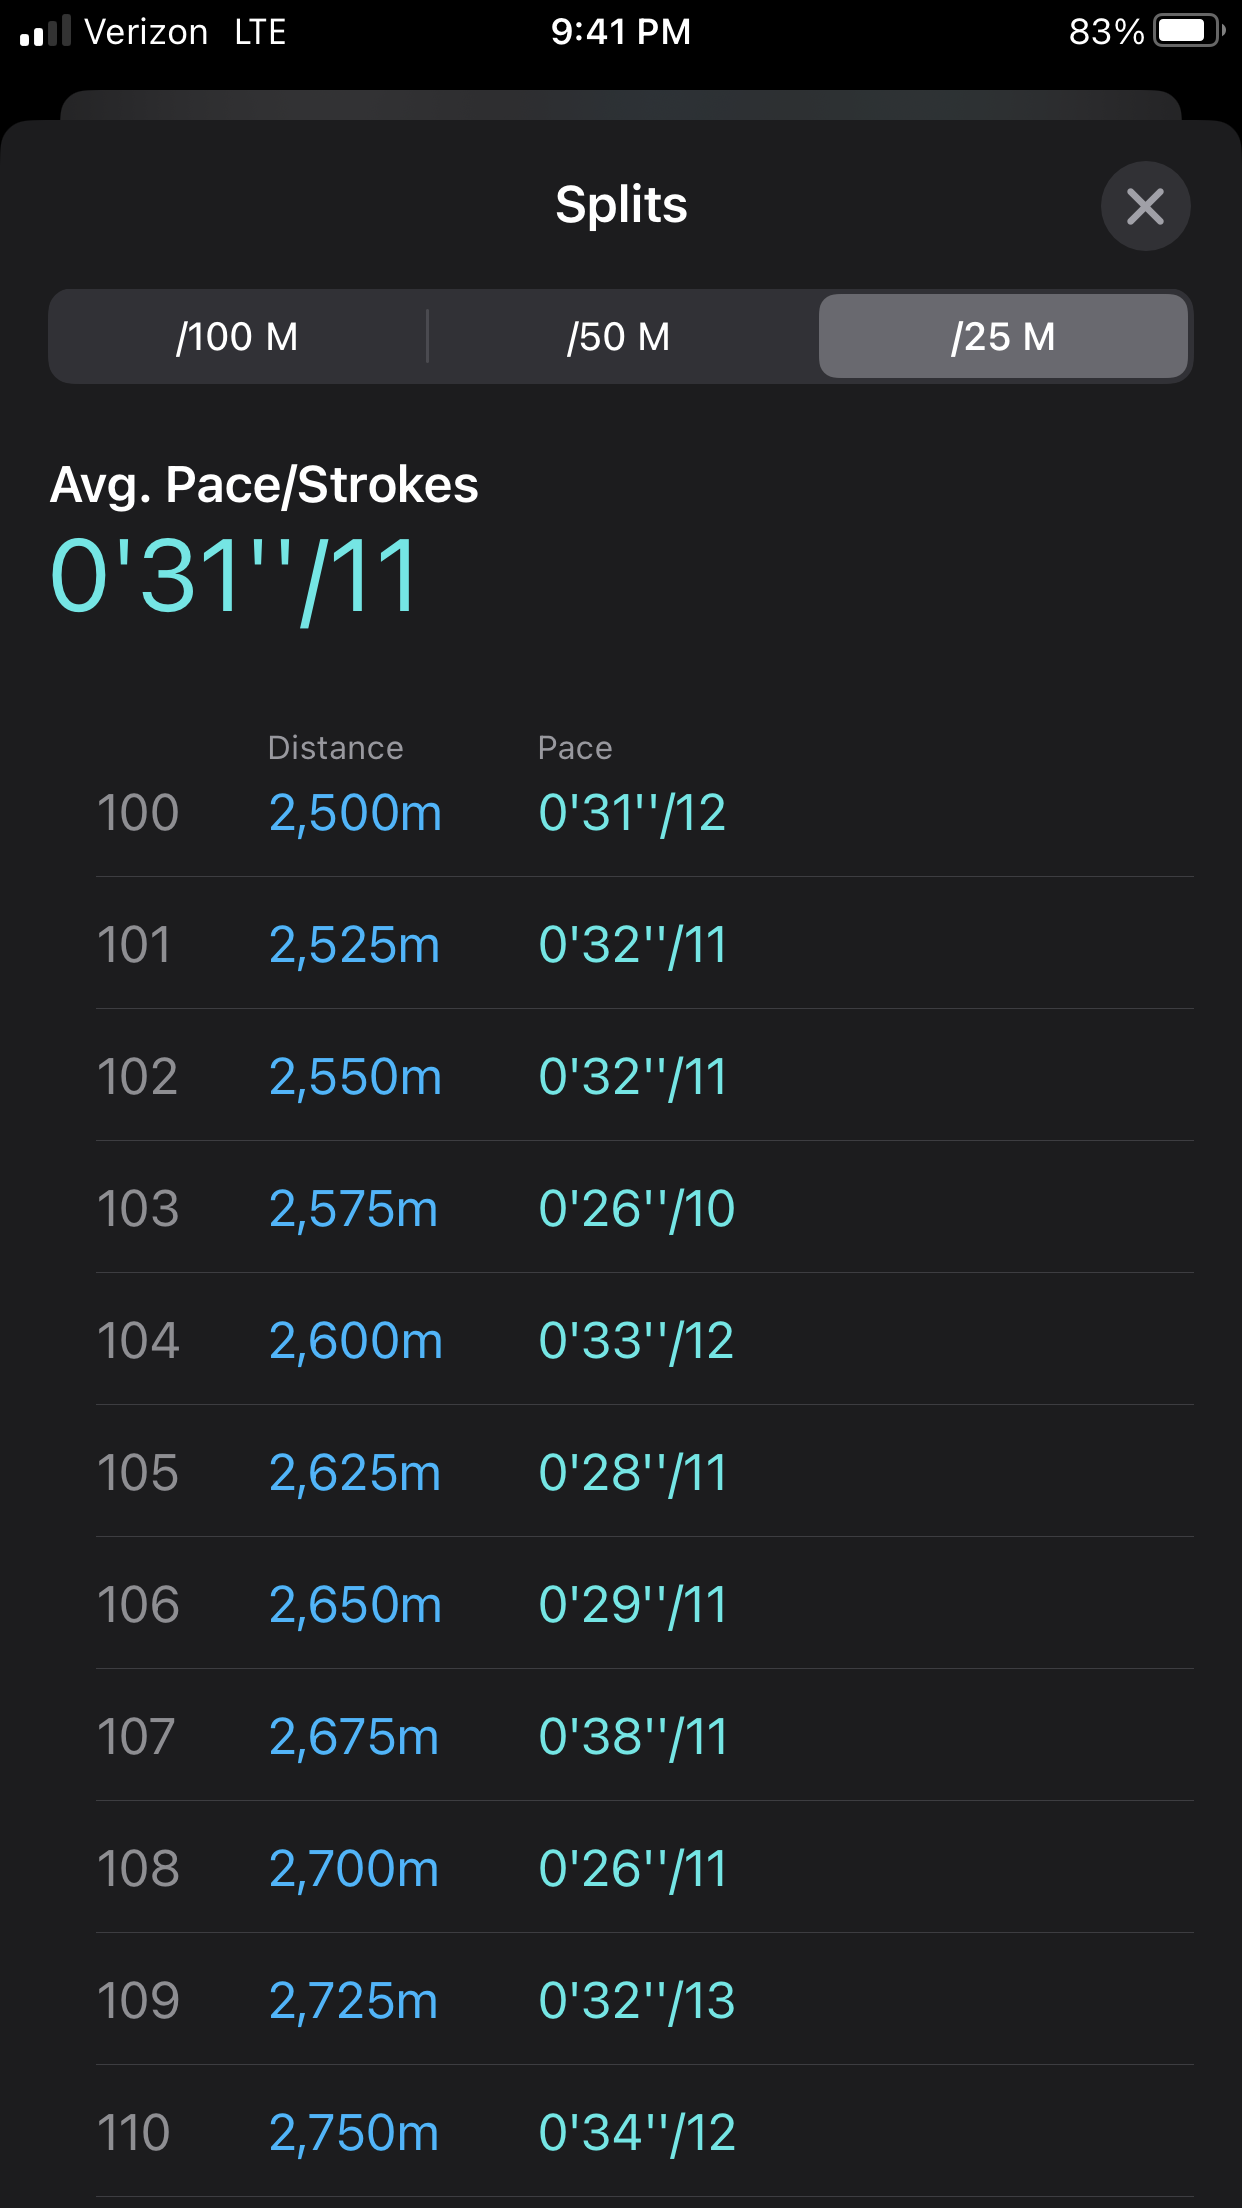 Verizon LTE 9:41 PM 83%
Splits
/100 M /50 M /25 M
Avg. Pace/Strokes
0'31''/11
Distance Pace
100 2,500m 0'31''/12
101 2,525m 0'32''/11
102 2,550m 0'32''/11
103 2,575m 0'26''/10
104 2,600m 0'33''/12
105 2,625m 0'28''/11
106 2,650m 0'29''/11
107 2,675m 0'38''/11
108 2,700m 0'26''/11
109 2,725m 0'32''/13
110 2,750m 0'34''/12